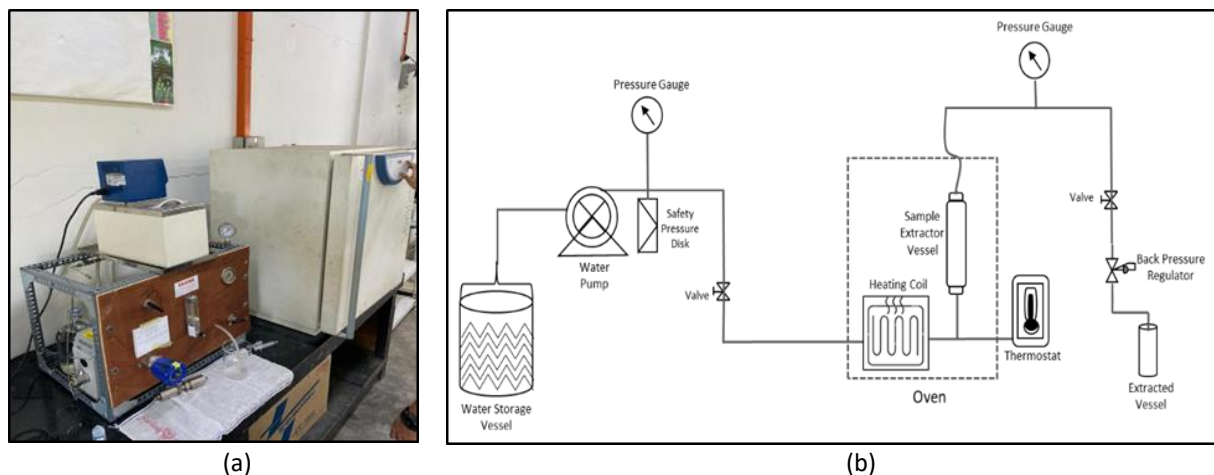 Pressure Gauge
Pressure Gauge
Safety
Pressure
Disk
Water
Pump
Valve
Sample
Extractor
Vessel
Heating Coil
Valve
Back Pressure
Regulator
Thermostat
Oven
Water Storage
Vessel
Extracted
Vessel
(a)
(b)